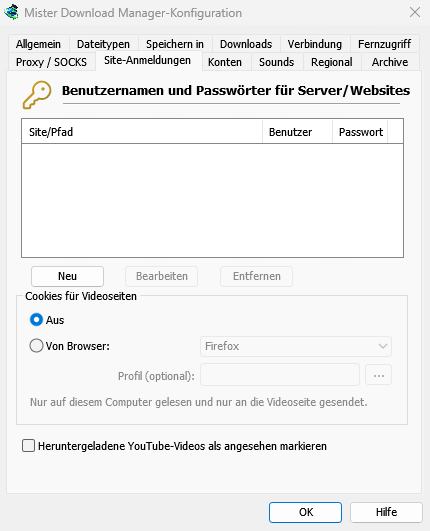 Mister Download Manager-Konfiguration
Allgemein Dateitypen Speichern in Downloads Verbindung Fernzugriff
Proxy / SOCKS Site-Anmeldungen Konten Sounds Regional Archive
Benutzernamen und Passwörter für Server/Websites
Site/Pfad Benutzer Passwort
Neu Bearbeiten Entfernen
Cookies für Videoseiten
Aus
Von Browser: Firefox
Profil (optional): ...
Nur auf diesem Computer gelesen und nur an die Videoseite gesendet.
Heruntergeladene YouTube-Videos als angesehen markieren
OK Hilfe